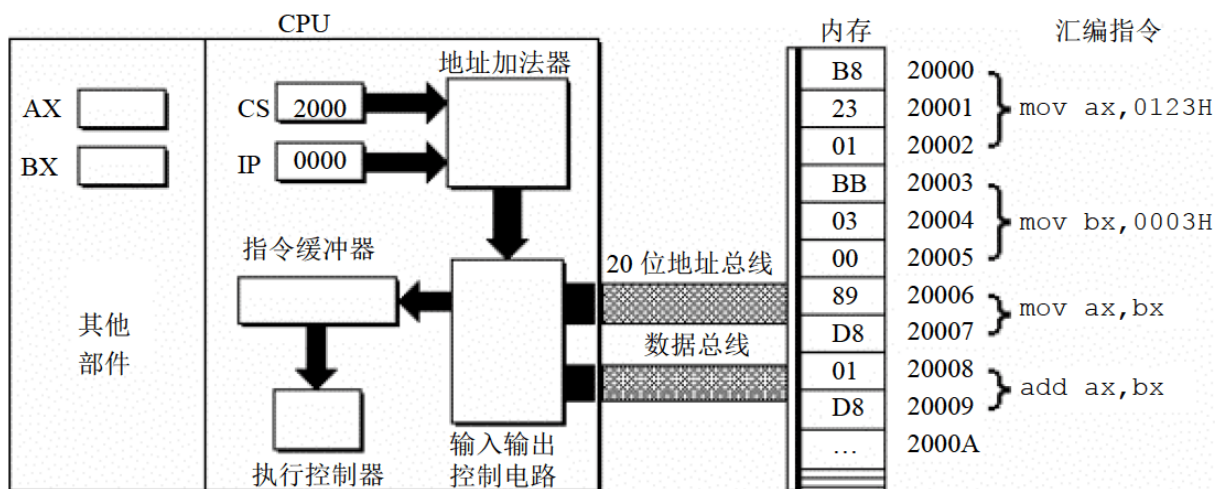 CPU
AX
BX
其他
部件
CS
2000
IP
0000
地址加法器
指令缓冲器
执行控制器
输入输出
控制电路
20 位地址总线
数据总线
内存
汇编指令
B8 20000
23 20001 mov ax,0123H
01 20002
BB 20003
03 20004 mov bx,0003H
00 20005
89 20006
mov ax,bx
D8 20007
01 20008
add ax,bx
D8 20009
… 2000A